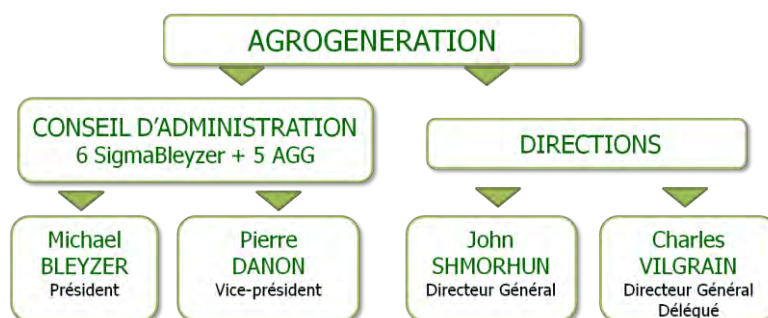 AGROGENERATION
CONSEIL D'ADMINISTRATION
6 SigmaBleyzer + 5 AGG
DIRECTIONS
Michael
BLEYZER
Président
Pierre
DANON
Vice-président
John
SHMORHUN
Directeur Général
Charles
VILGRAIN
Directeur Général
Délégué